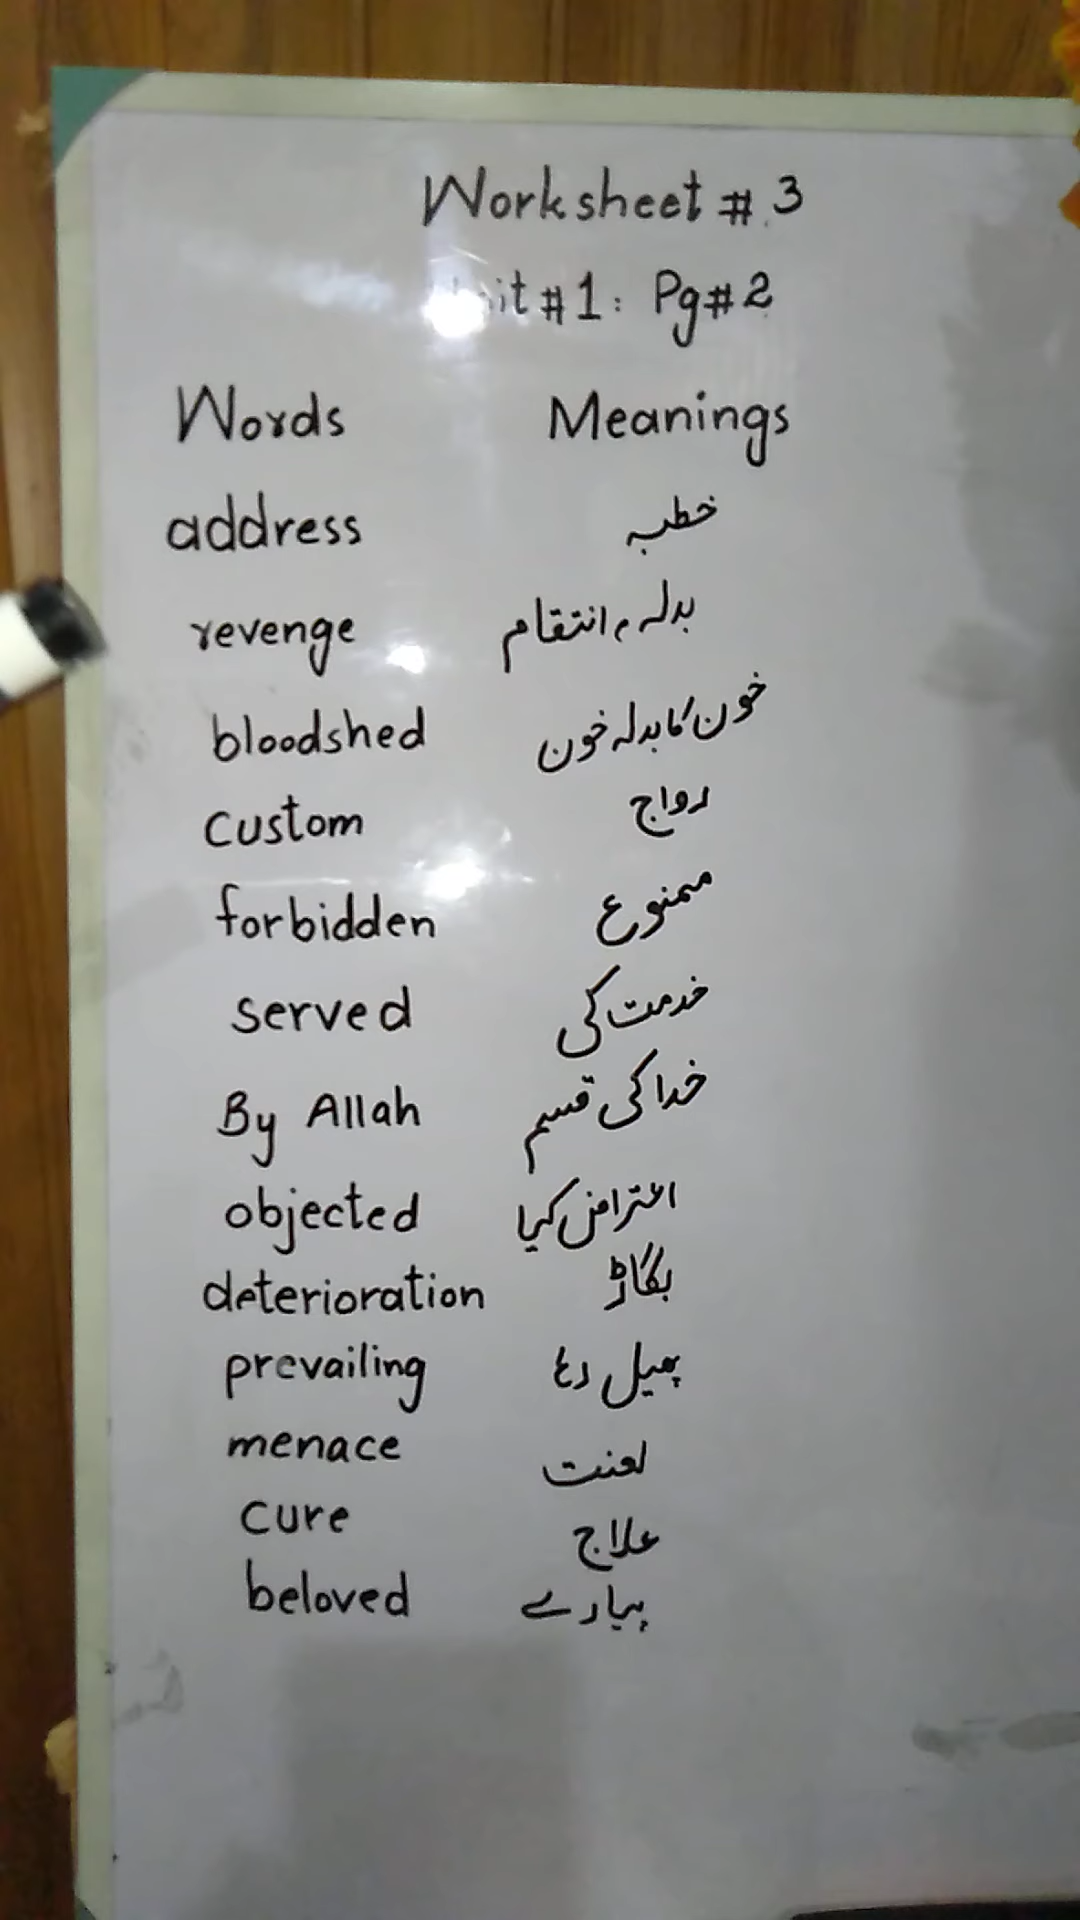 Worksheet # 3
Unit #1: Pg#2
Words Meanings
address خطبہ
revenge بدلہ، انتقام
bloodshed خون کا بدلہ خون
Custom رواج
forbidden ممنوع
served خدمت کی
By Allah خدا کی قسم
objected اعتراض کیا
deterioration بگاڑ
prevailing پھیل رہا
menace لعنت
cure علاج
beloved پیارے